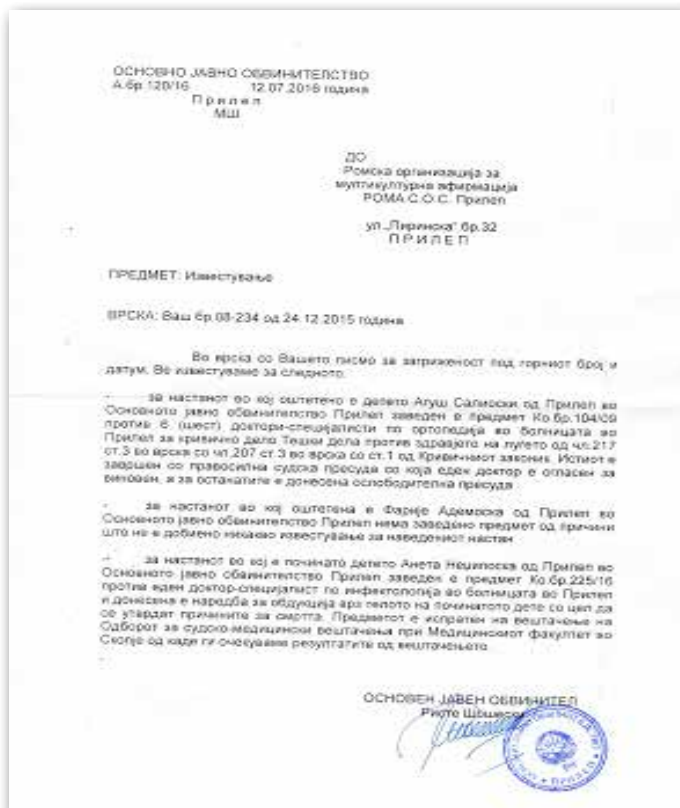 ОСНОВНО ЈАВНО ОБВИНИТЕЛСТВО
А.бр.120/16 12.07.2016 година
П р и л е п
МШ
ДО
Ромска организација за
мултикултурна афирмација
РОМА С.О.С. Прилеп
ул.„Пиринска“ бр.32
П Р И Л Е П
ПРЕДМЕТ: Известување
ВРСКА: Ваш бр.08-234 од 24.12.2015 година
Во врска со Вашето писмо за загриженост под горниот број и
датум, Ве известуваме за следното:
- за настанот во кој оштетено е детето Агуш Салиоски од Прилеп во
Основното јавно обвинителство Прилеп заведен е предмет Ко.бр.104/09
против 6 (шест) доктори-специјалисти по ортопедија во болницата во
Прилеп за кривично дело Тешки дела против здравјето на луѓето од чл.217
ст.3 во врска со чл.207 ст.3 во врска со ст.1 од Кривичниот законик. Истиот е
завршен со правосилна судска пресуда со која еден доктор е огласен за
виновен, а за останатите е донесена ослободителна пресуда.
- за настанот во кој оштетена е Фарије Адемоска од Прилеп во
Основното јавно обвинителство Прилеп нема заведено предмет од причини
што не е добиено никакво известување за наведениот настан
- за настанот во кој е починато детето Анета Неџипоска од Прилеп во
Основното јавно обвинителство Прилеп заведен е предмет Ко.бр.225/16
против еден доктор-специјалист по инфектологија во болницата во Прилеп
и донесена е наредба за обдукција врз телото на починатото дете со цел да
се утврдат причините за смртта. Предметот е испратен на вештачење на
Одборот за судско-медицински вештачења при Медицинскиот факултет во
Скопје од каде ги очекуваме резултатите од вештачењето.
ОСНОВЕН ЈАВЕН ОБВИНИТЕЛ
Ристе
ПРИЛЕП